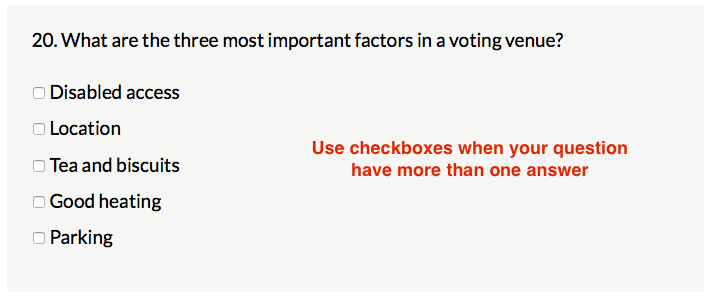 20. What are the three most important factors in a voting venue?
Disabled access
Location
Use checkboxes when your question
have more than one answer
Tea and biscuits
Good heating
Parking